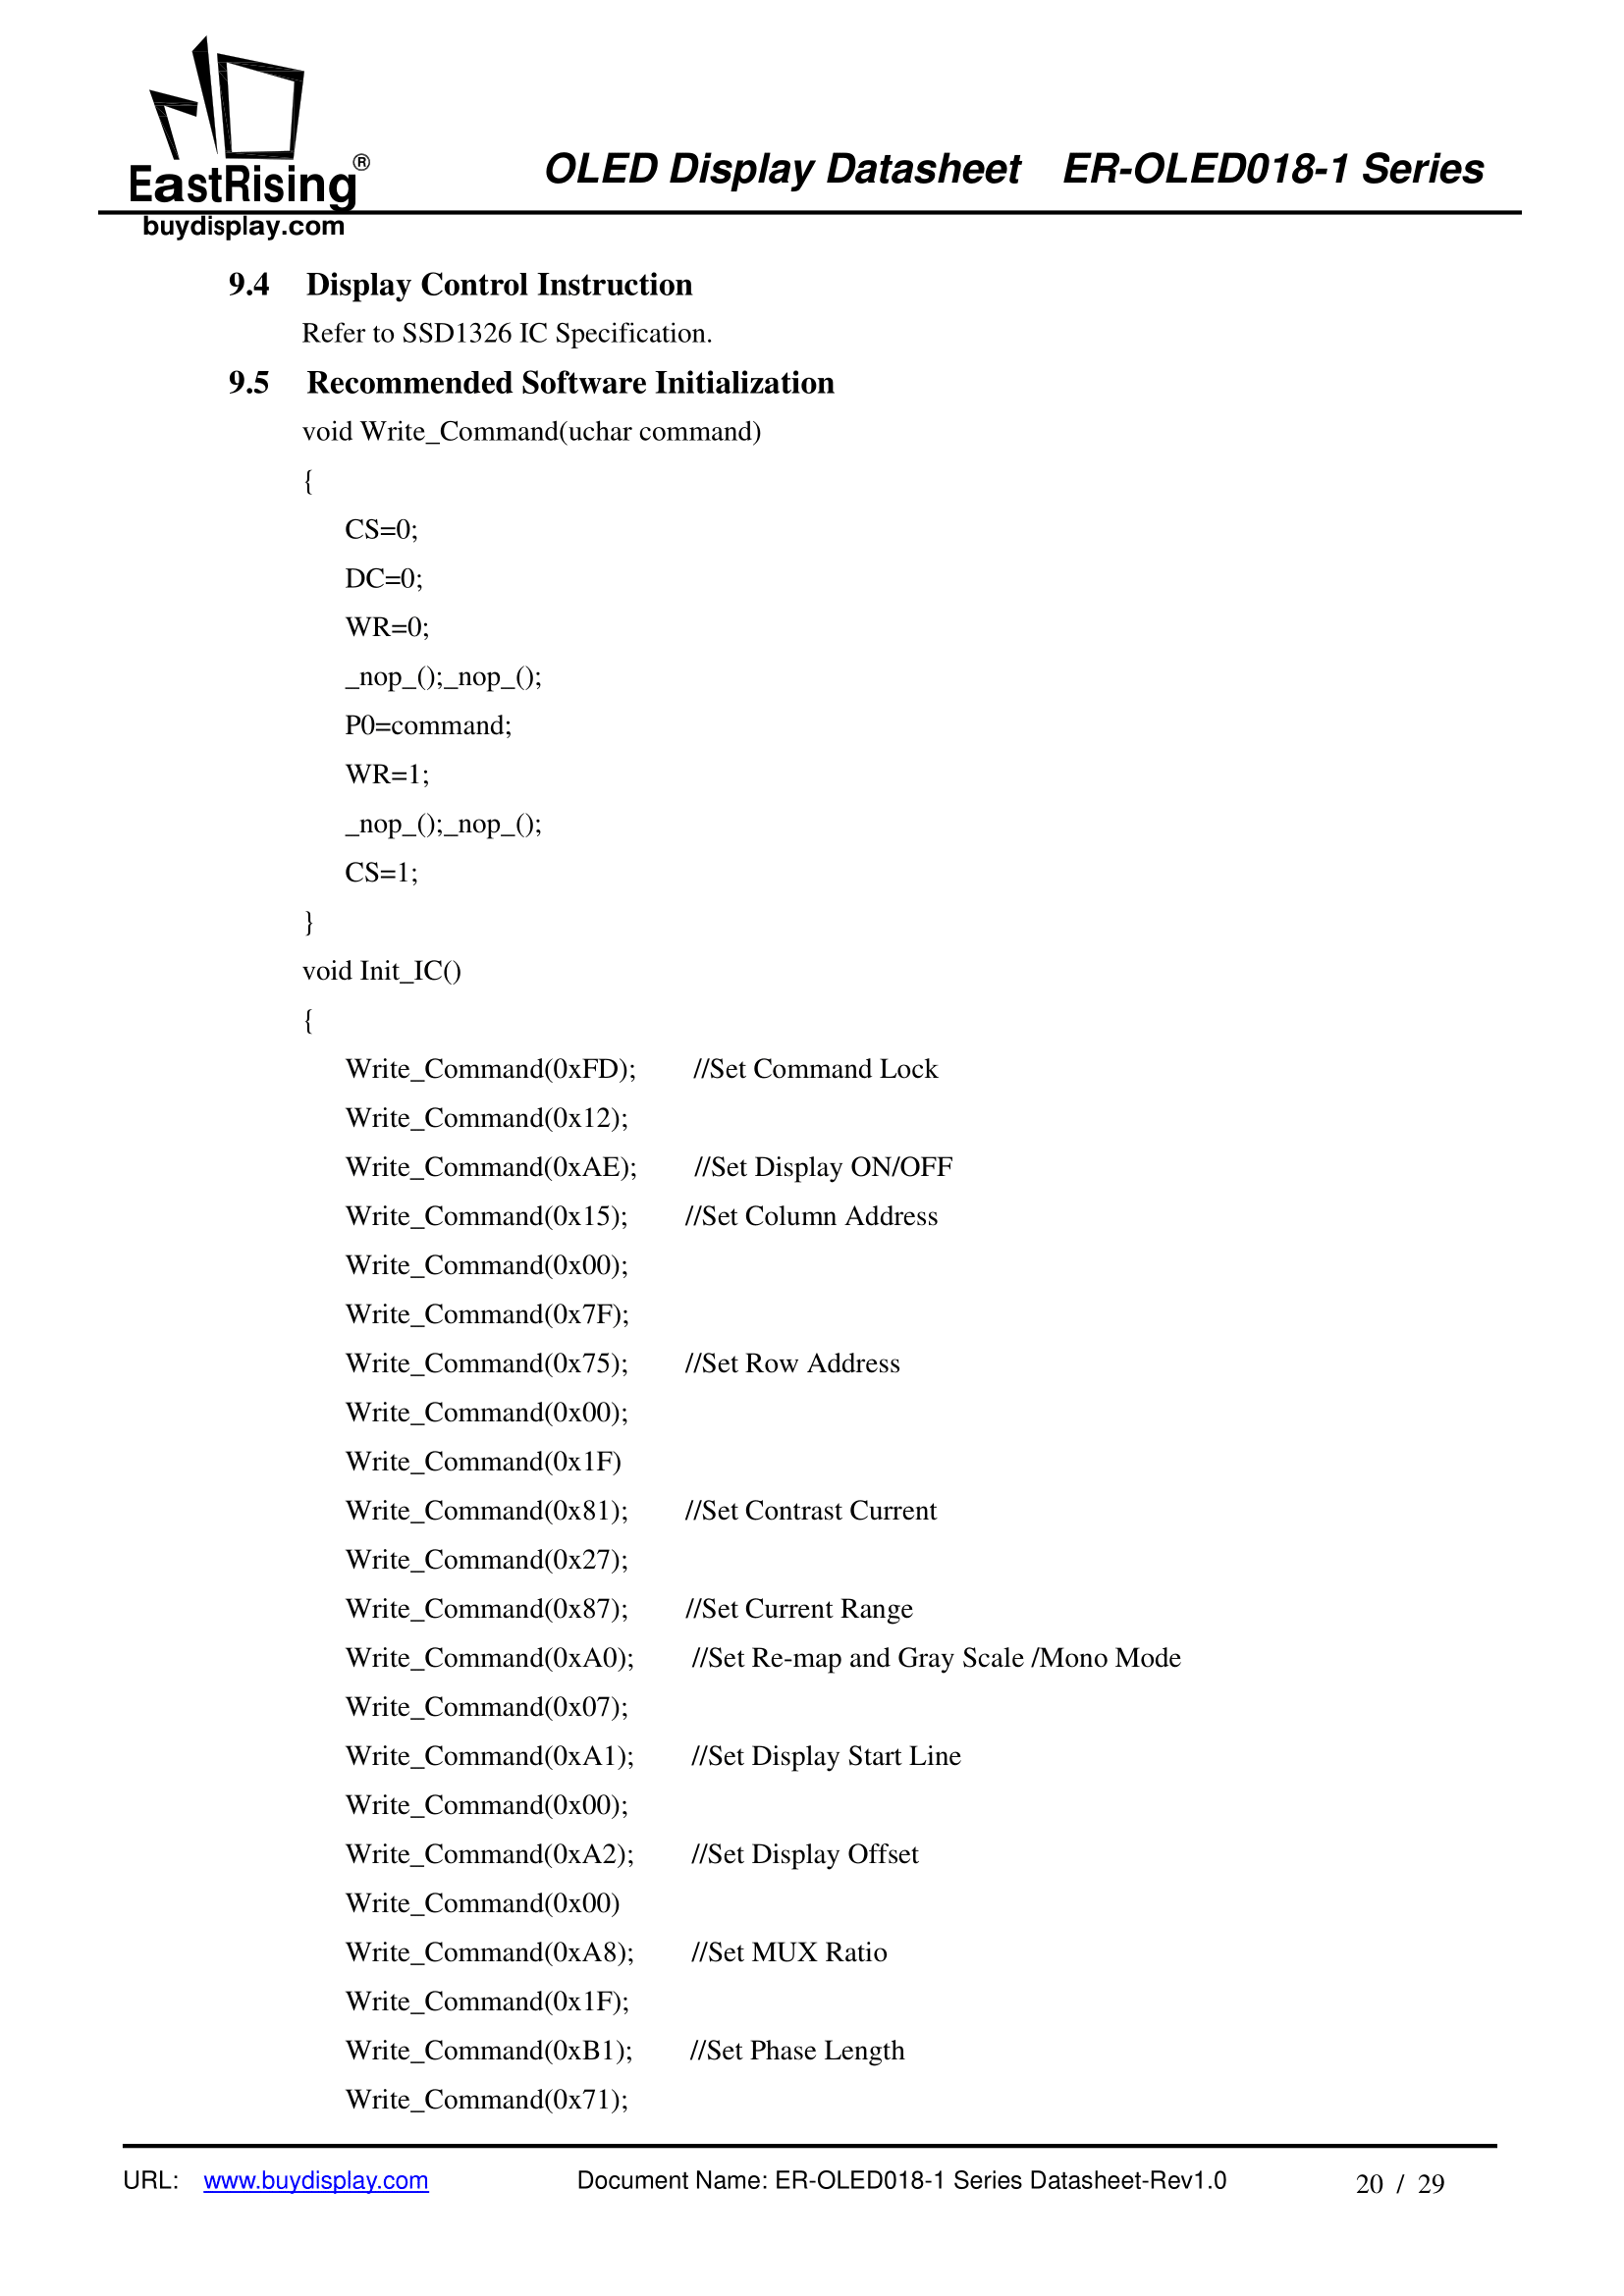 EastRising®
buydisplay.com
OLED Display Datasheet ER-OLED018-1 Series
9.4 Display Control Instruction
Refer to SSD1326 IC Specification.
9.5 Recommended Software Initialization
void Write_Command(uchar command)
{
CS=0;
DC=0;
WR=0;
_nop_();_nop_();
P0=command;
WR=1;
_nop_();_nop_();
CS=1;
}
void Init_IC()
{
Write_Command(0xFD); //Set Command Lock
Write_Command(0x12);
Write_Command(0xAE); //Set Display ON/OFF
Write_Command(0x15); //Set Column Address
Write_Command(0x00);
Write_Command(0x7F);
Write_Command(0x75); //Set Row Address
Write_Command(0x00);
Write_Command(0x1F)
Write_Command(0x81); //Set Contrast Current
Write_Command(0x27);
Write_Command(0x87); //Set Current Range
Write_Command(0xA0); //Set Re-map and Gray Scale /Mono Mode
Write_Command(0x07);
Write_Command(0xA1); //Set Display Start Line
Write_Command(0x00);
Write_Command(0xA2); //Set Display Offset
Write_Command(0x00)
Write_Command(0xA8); //Set MUX Ratio
Write_Command(0x1F);
Write_Command(0xB1); //Set Phase Length
Write_Command(0x71);
URL: www.buydisplay.com Document Name: ER-OLED018-1 Series Datasheet-Rev1.0 20 / 29